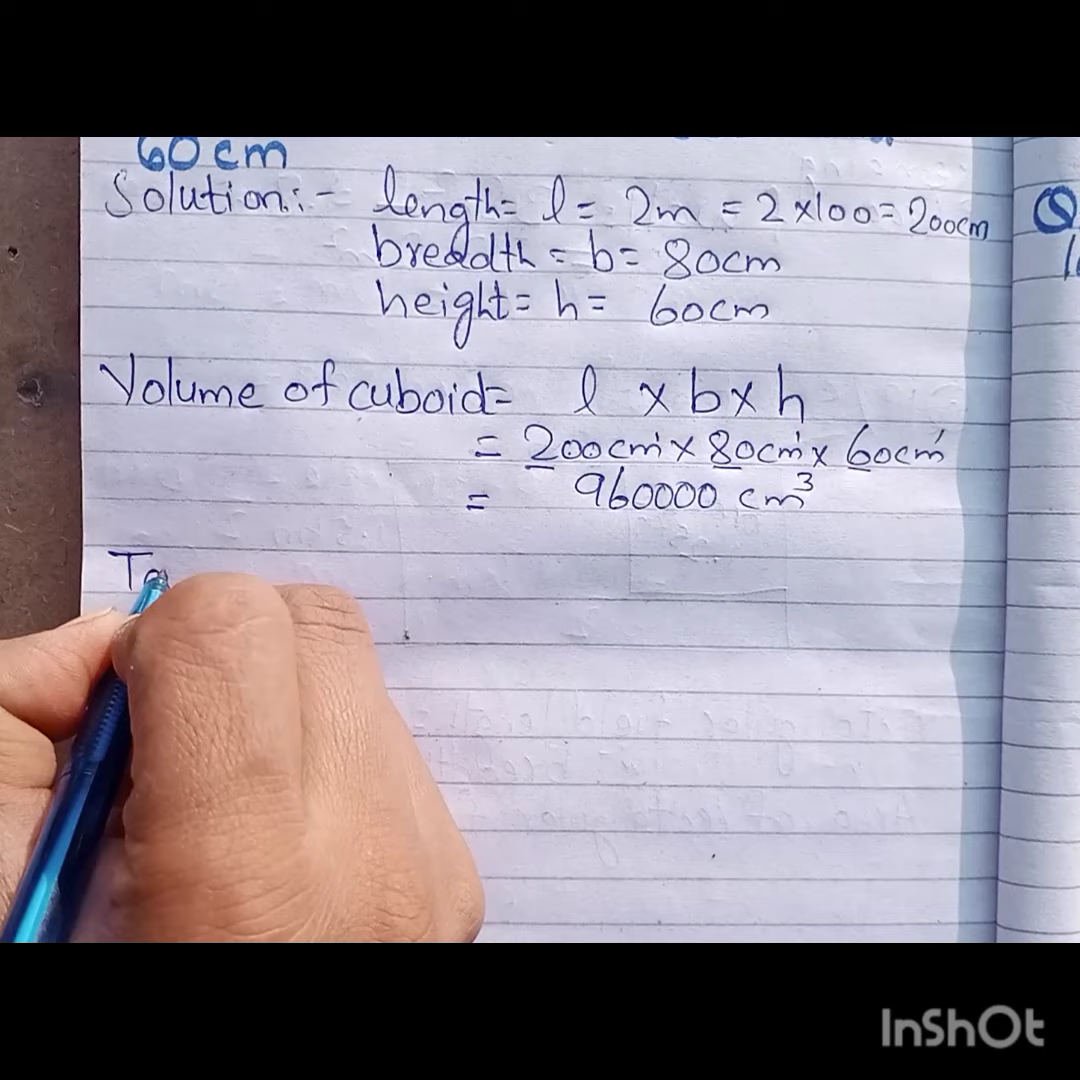 60 cm
Solution:- length= l = 2m = 2 x 100 = 200cm
breadth = b= 80cm
height= h = 60cm
Volume of cuboid= l x b x h
= 200cm x 80cm x 60cm
= 960000 cm³
To
InShOt